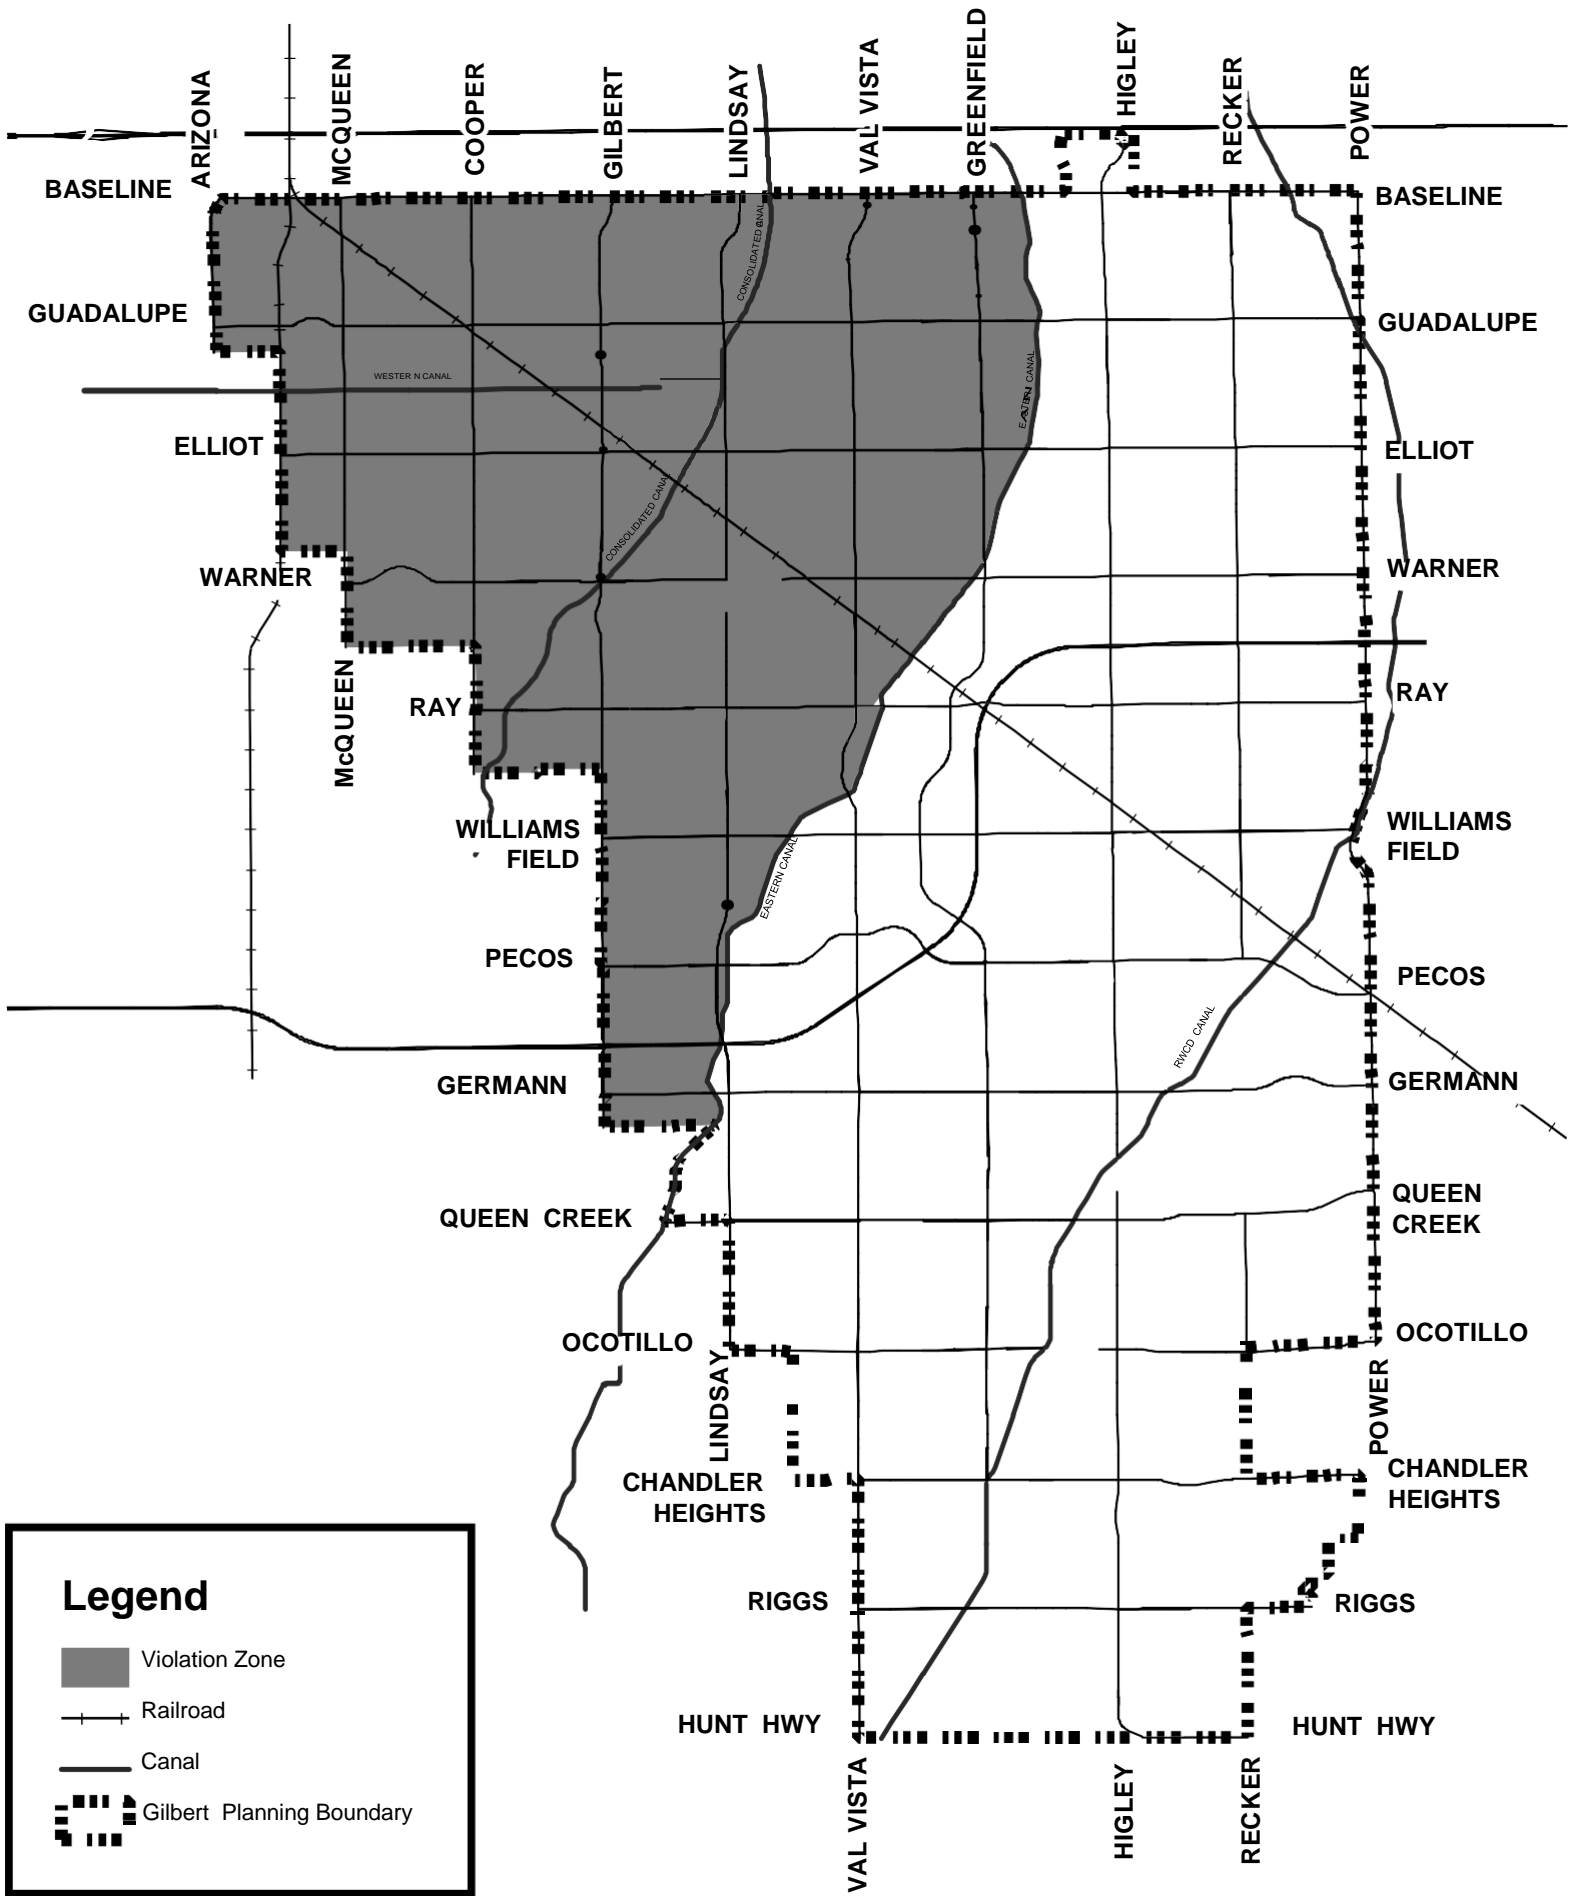 ARIZONA
MCQUEEN
COOPER
GILBERT
LINDSAY
VAL VISTA
GREENFIELD
HIGLEY
RECKER
POWER
BASELINE
BASELINE
CONSOLIDATED CANAL
GUADALUPE
GUADALUPE
WESTER N CANAL
EASTERN CANAL
ELLIOT
ELLIOT
CONSOLIDATED CANAL
WARNER
WARNER
McQUEEN
RAY
RAY
WILLIAMS
FIELD
WILLIAMS
FIELD
EASTERN CANAL
PECOS
PECOS
RWCD CANAL
GERMANN
GERMANN
QUEEN CREEK
QUEEN
CREEK
OCOTILLO
OCOTILLO
LINDSAY
POWER
CHANDLER
HEIGHTS
CHANDLER
HEIGHTS
RIGGS
RIGGS
HUNT HWY
HUNT HWY
VAL VISTA
HIGLEY
RECKER
Legend
Violation Zone
Railroad
Canal
Gilbert Planning Boundary